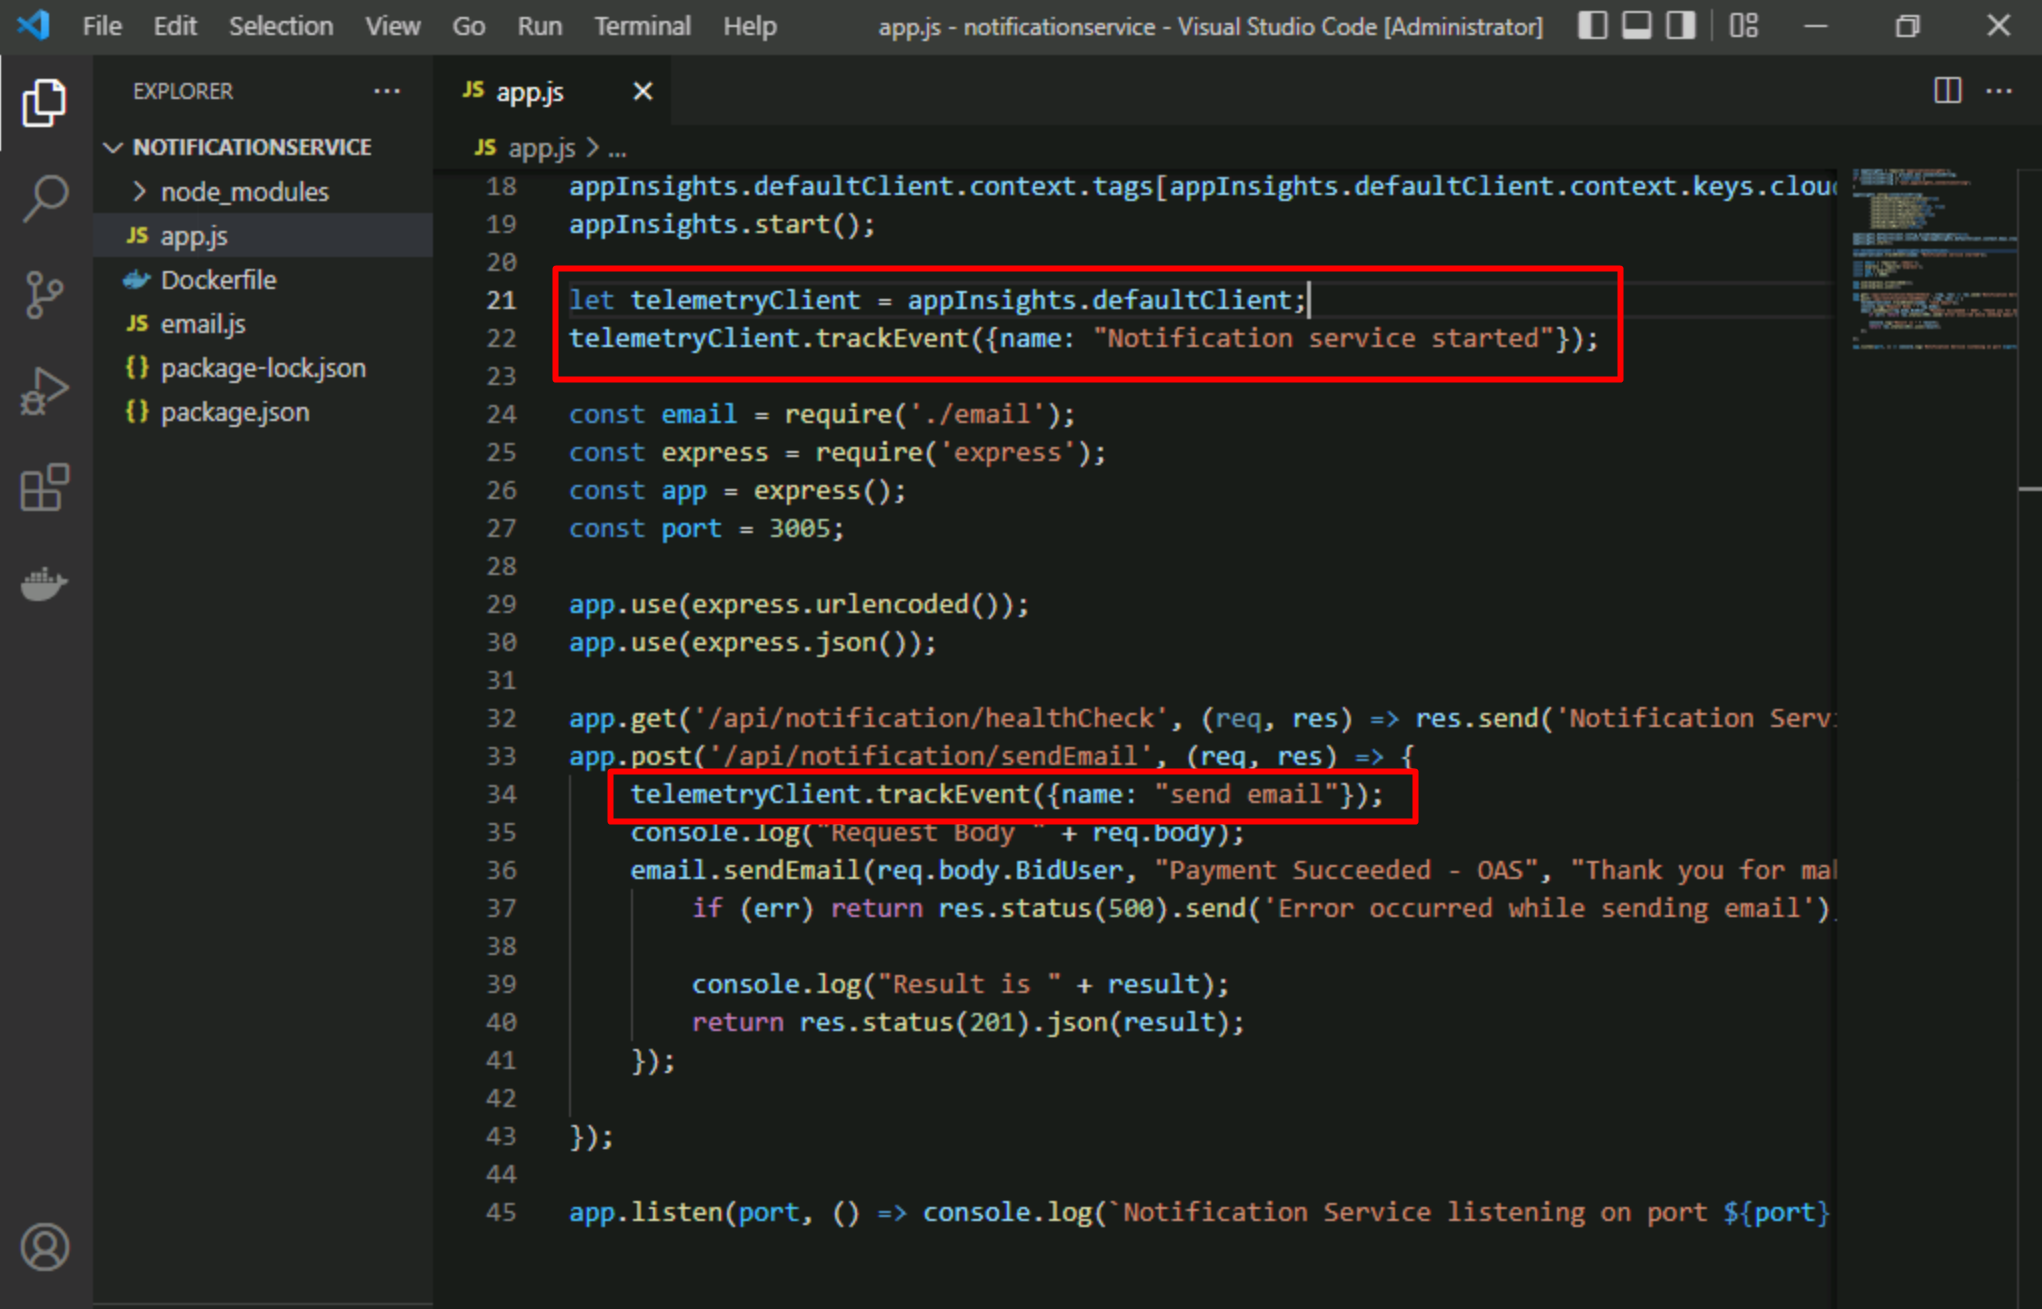 File Edit Selection View Go Run Terminal Help app.js - notificationservice - Visual Studio Code [Administrator]
EXPLORER ···
JS app.js ×
NOTIFICATIONSERVICE
JS app.js > ...
node_modules
JS app.js
Dockerfile
JS email.js
{} package-lock.json
{} package.json
18 appInsights.defaultClient.context.tags[appInsights.defaultClient.context.keys.clou
19 appInsights.start();
20
21 let telemetryClient = appInsights.defaultClient;
22 telemetryClient.trackEvent({name: "Notification service started"});
23
24 const email = require('./email');
25 const express = require('express');
26 const app = express();
27 const port = 3005;
28
29 app.use(express.urlencoded());
30 app.use(express.json());
31
32 app.get('/api/notification/healthCheck', (req, res) => res.send('Notification Servi
33 app.post('/api/notification/sendEmail', (req, res) => {
34 telemetryClient.trackEvent({name: "send email"});
35 console.log("Request Body " + req.body);
36 email.sendEmail(req.body.BidUser, "Payment Succeeded - OAS", "Thank you for mak
37 if (err) return res.status(500).send('Error occurred while sending email')
38
39 console.log("Result is " + result);
40 return res.status(201).json(result);
41 });
42
43 });
44
45 app.listen(port, () => console.log(`Notification Service listening on port ${port}